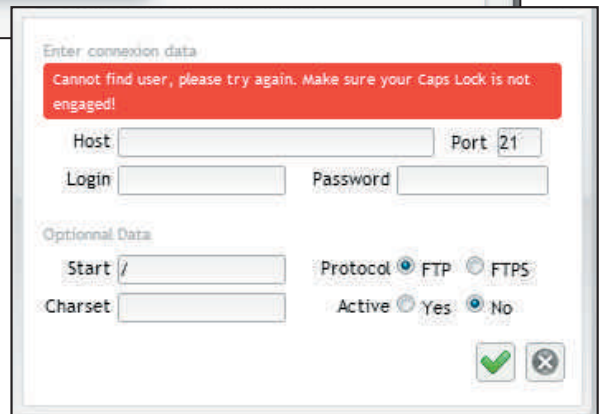 Enter connexion data
Cannot find user, please try again. Make sure your Caps Lock is not
engaged!
Host Port 21
Login Password
Optionnal Data
Start / Protocol FTP FTPS
Charset Active Yes No